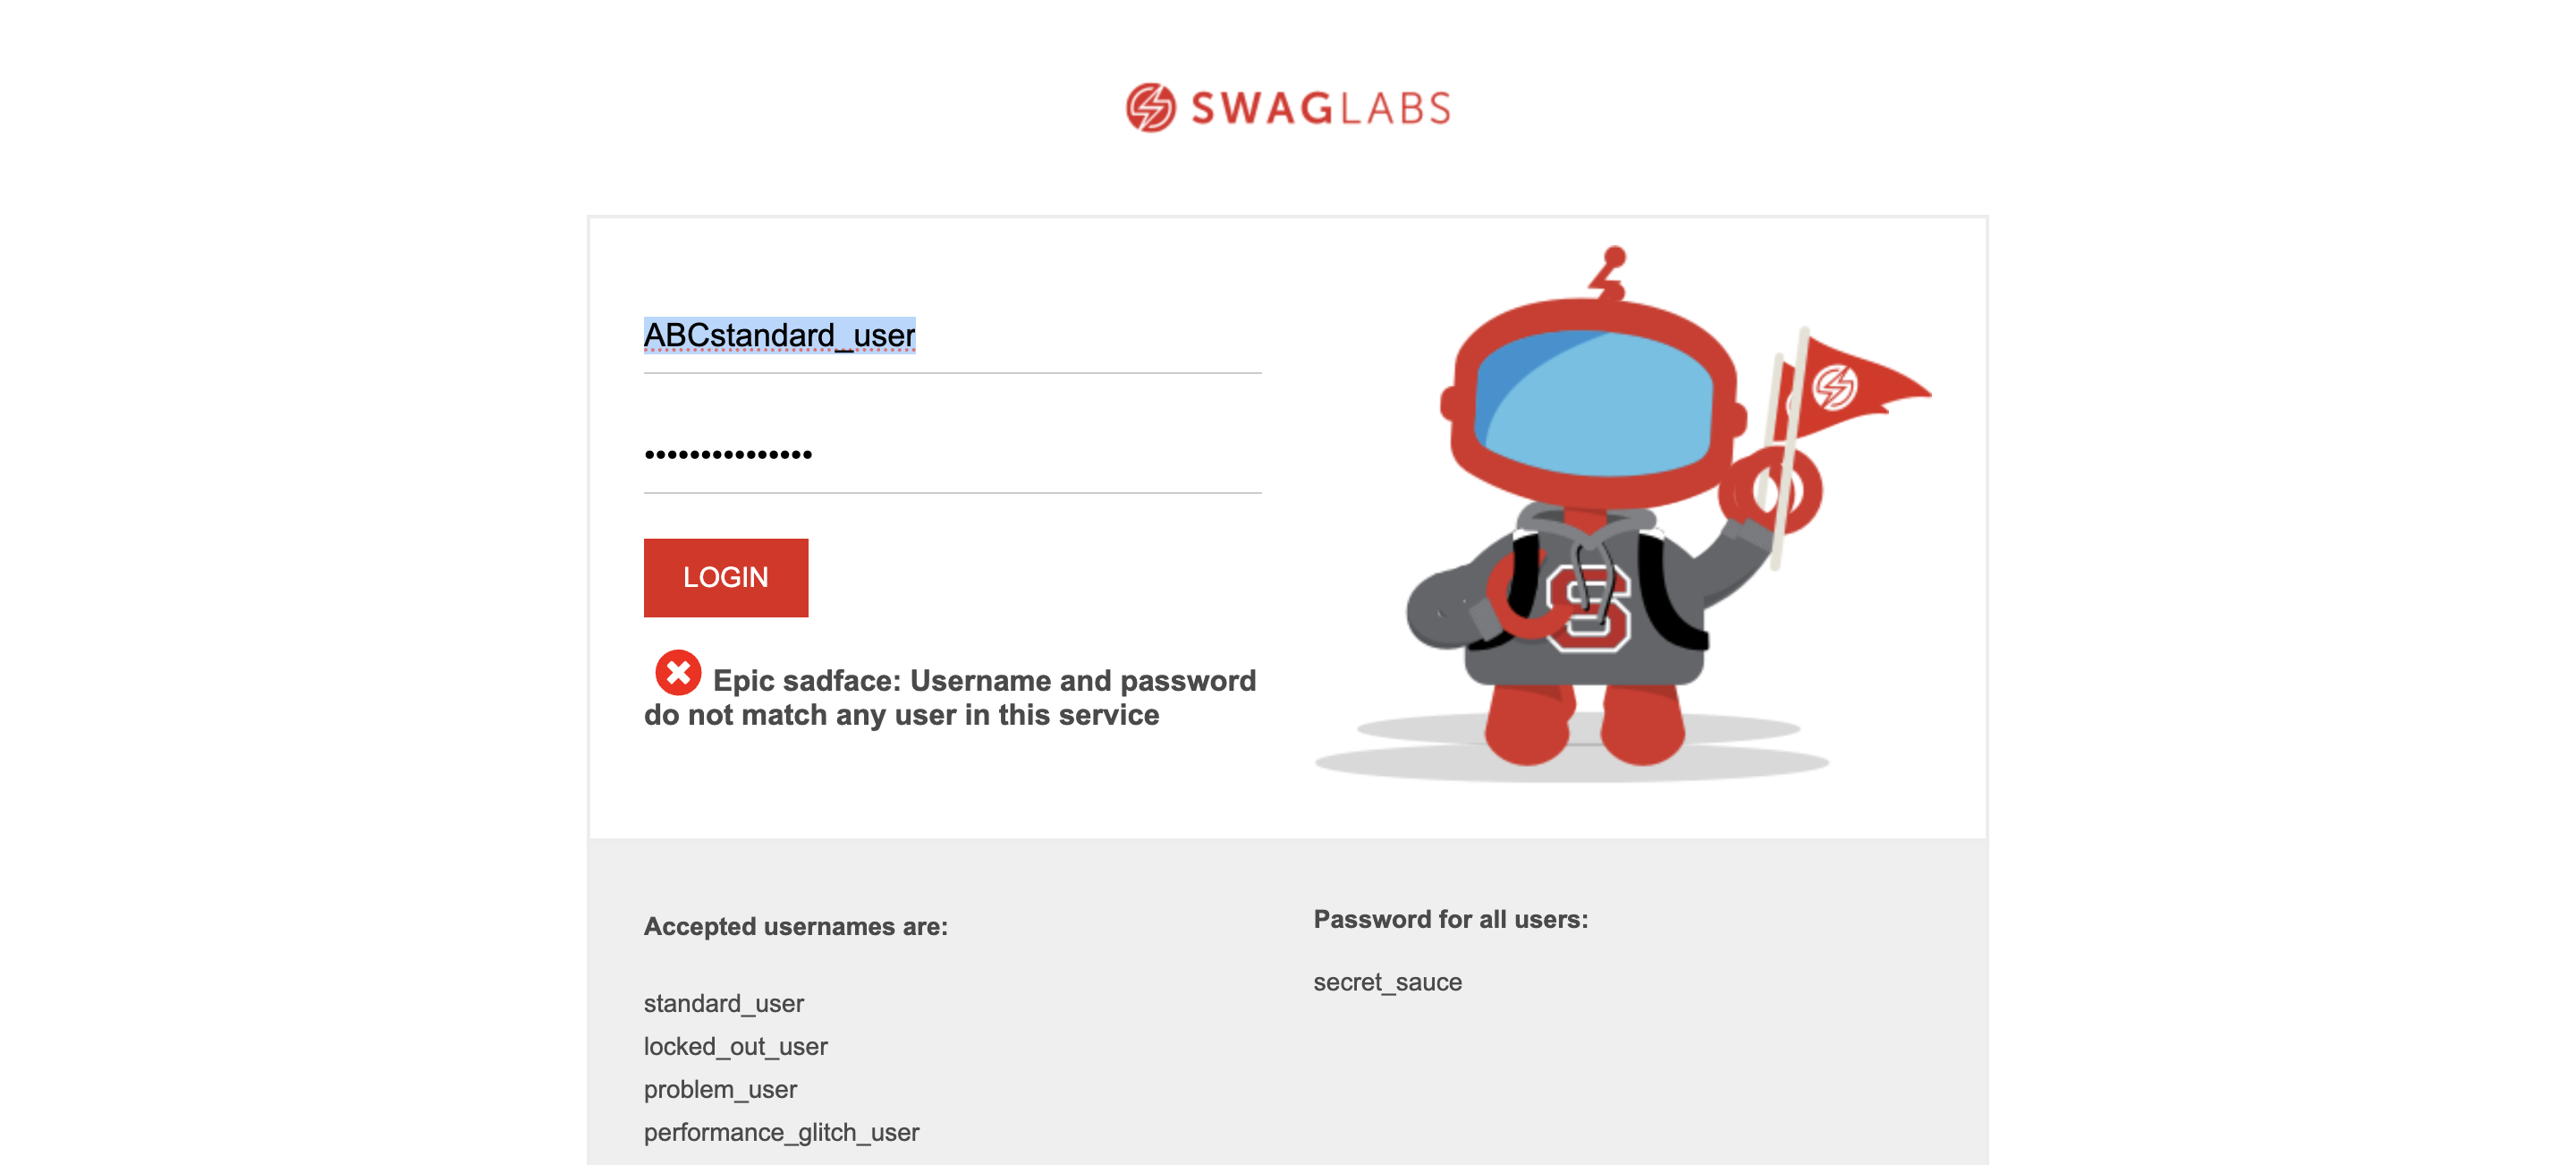 SWAGLABS
ABCstandard_user
•••••••••••••••
LOGIN
Epic sadface: Username and password
do not match any user in this service
S
Accepted usernames are:
standard_user
locked_out_user
problem_user
performance_glitch_user
Password for all users:
secret_sauce